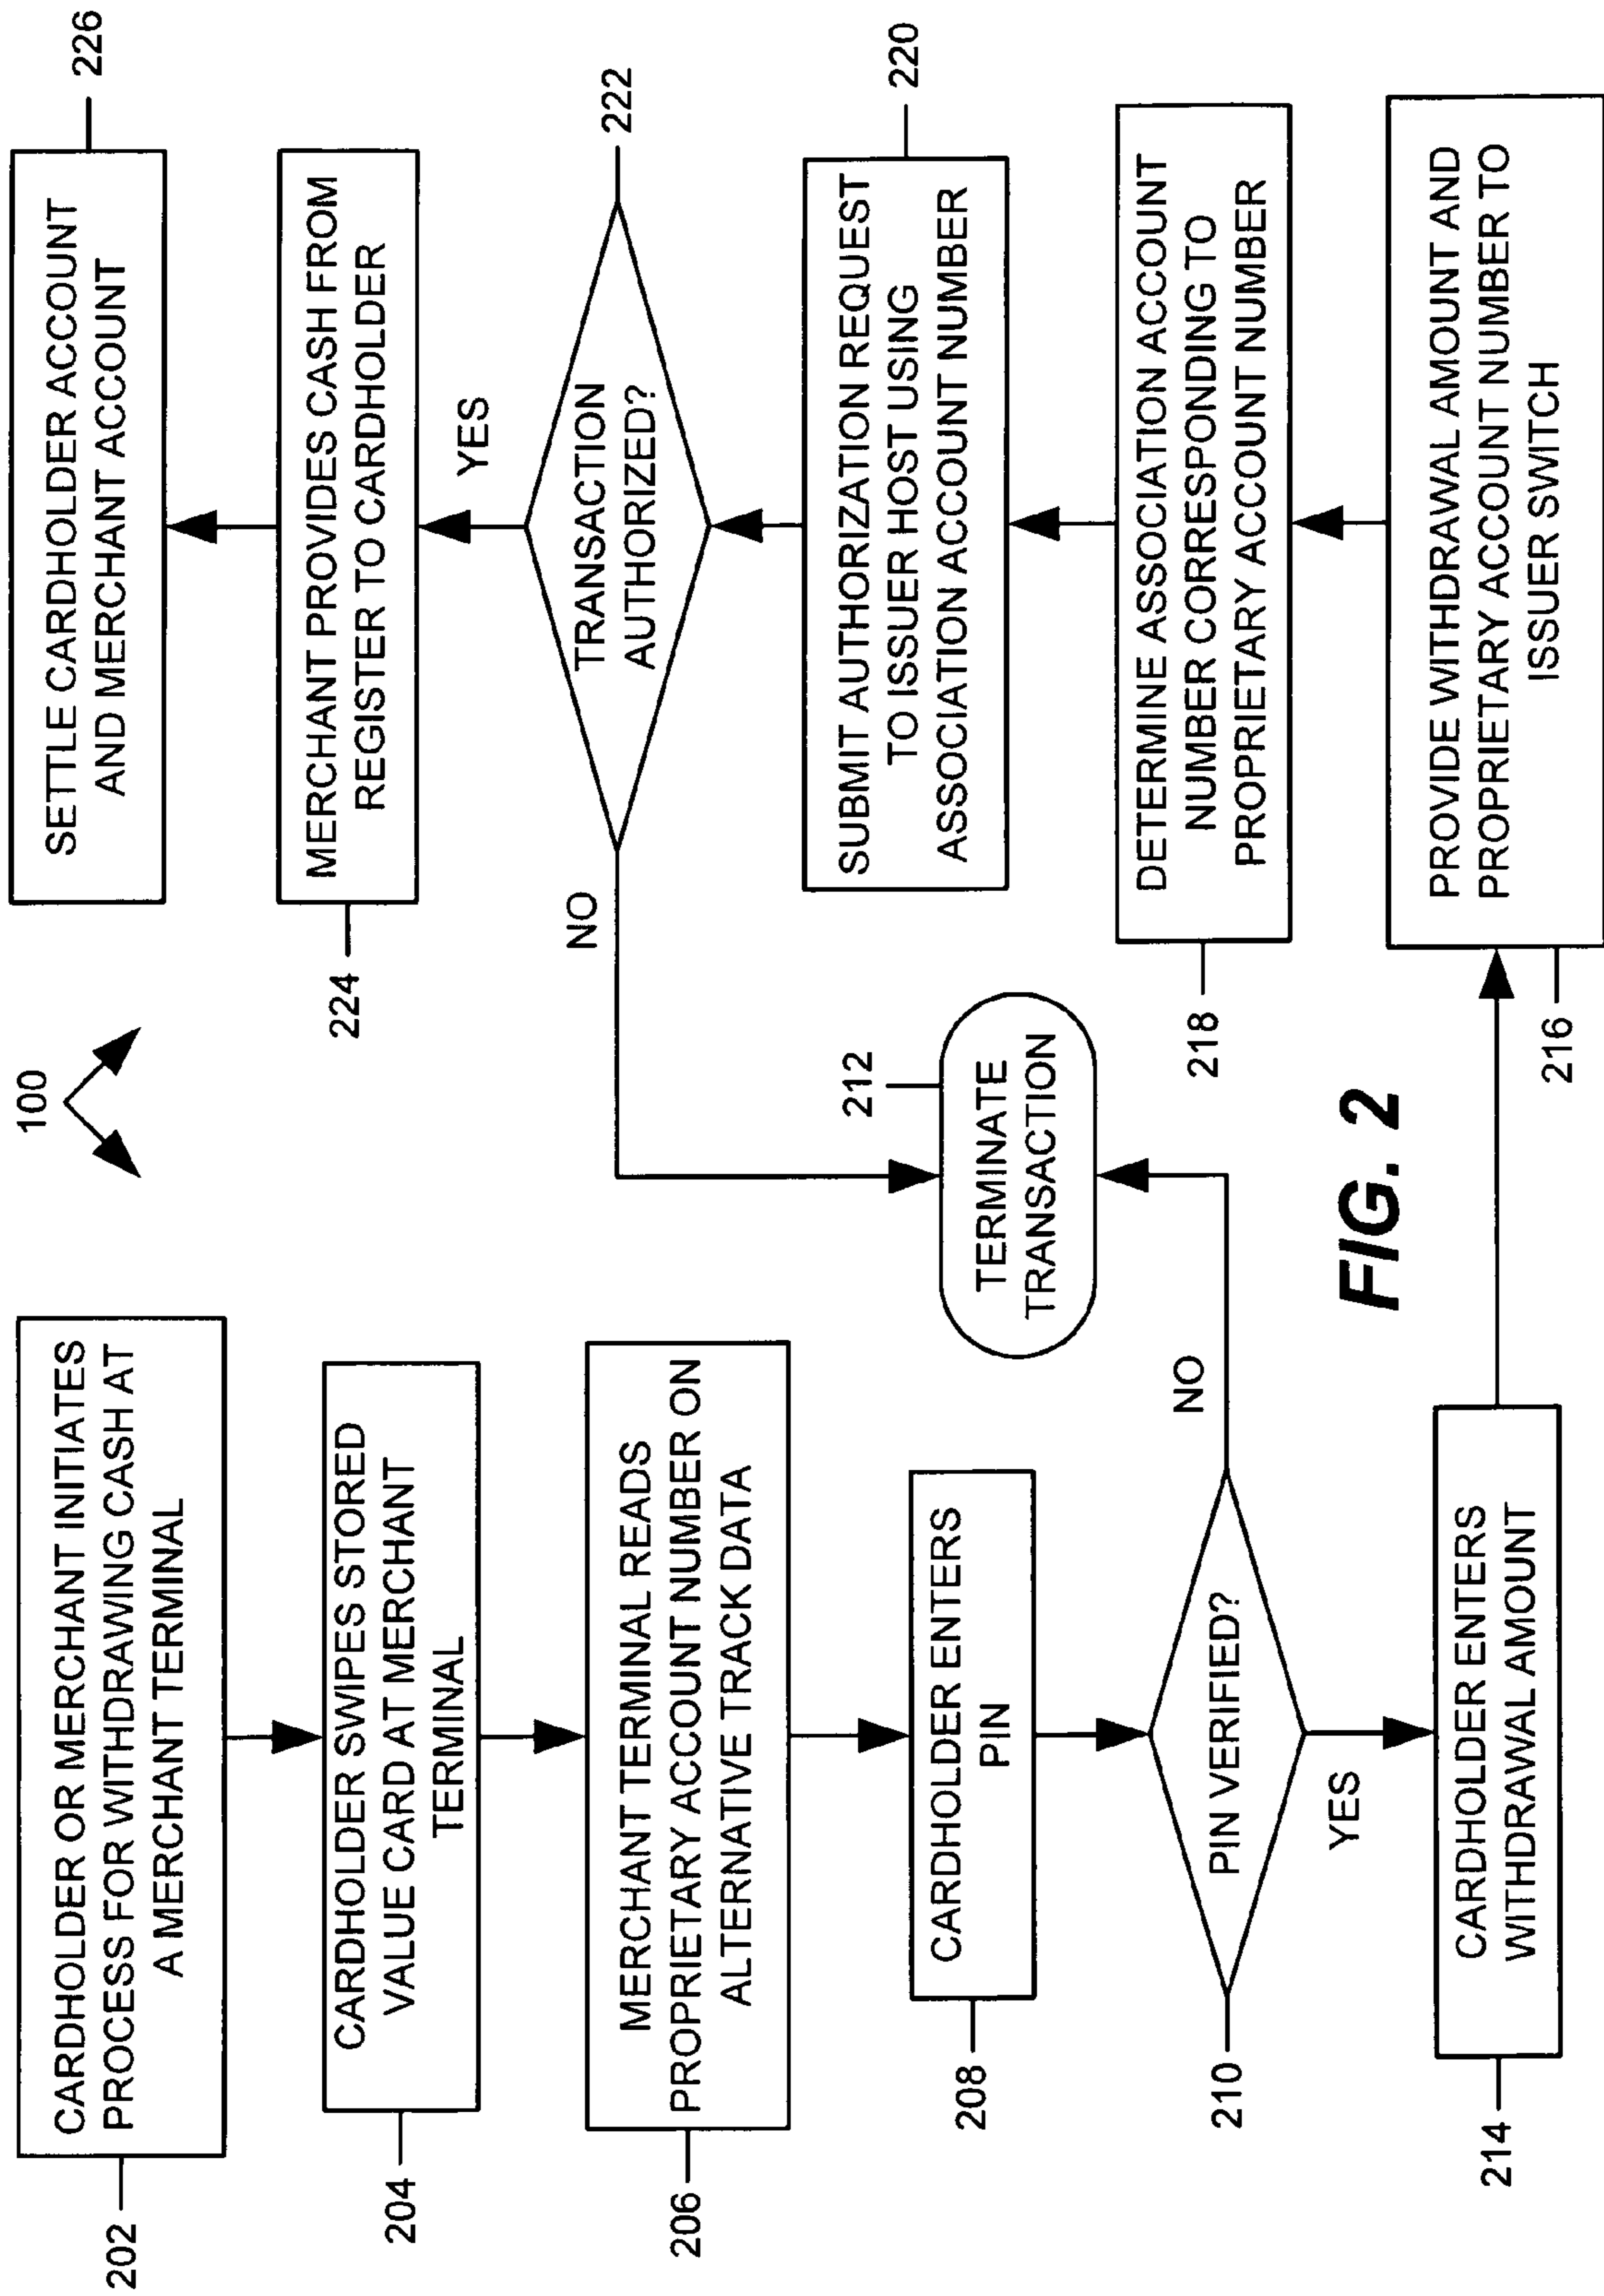 100
202
CARDHOLDER OR MERCHANT INITIATES
PROCESS FOR WITHDRAWING CASH AT
A MERCHANT TERMINAL
204
CARDHOLDER SWIPES STORED
VALUE CARD AT MERCHANT
TERMINAL
206
MERCHANT TERMINAL READS
PROPRIETARY ACCOUNT NUMBER ON
ALTERNATIVE TRACK DATA
208
CARDHOLDER ENTERS
PIN
210
PIN VERIFIED?
NO
YES
212
TERMINATE
TRANSACTION
214
CARDHOLDER ENTERS
WITHDRAWAL AMOUNT
216
PROVIDE WITHDRAWAL AMOUNT AND
PROPRIETARY ACCOUNT NUMBER TO
ISSUER SWITCH
218
DETERMINE ASSOCIATION ACCOUNT
NUMBER CORRESPONDING TO
PROPRIETARY ACCOUNT NUMBER
220
SUBMIT AUTHORIZATION REQUEST
TO ISSUER HOST USING
ASSOCIATION ACCOUNT NUMBER
222
TRANSACTION
AUTHORIZED?
NO
YES
224
MERCHANT PROVIDES CASH FROM
REGISTER TO CARDHOLDER
226
SETTLE CARDHOLDER ACCOUNT
AND MERCHANT ACCOUNT
FIG. 2